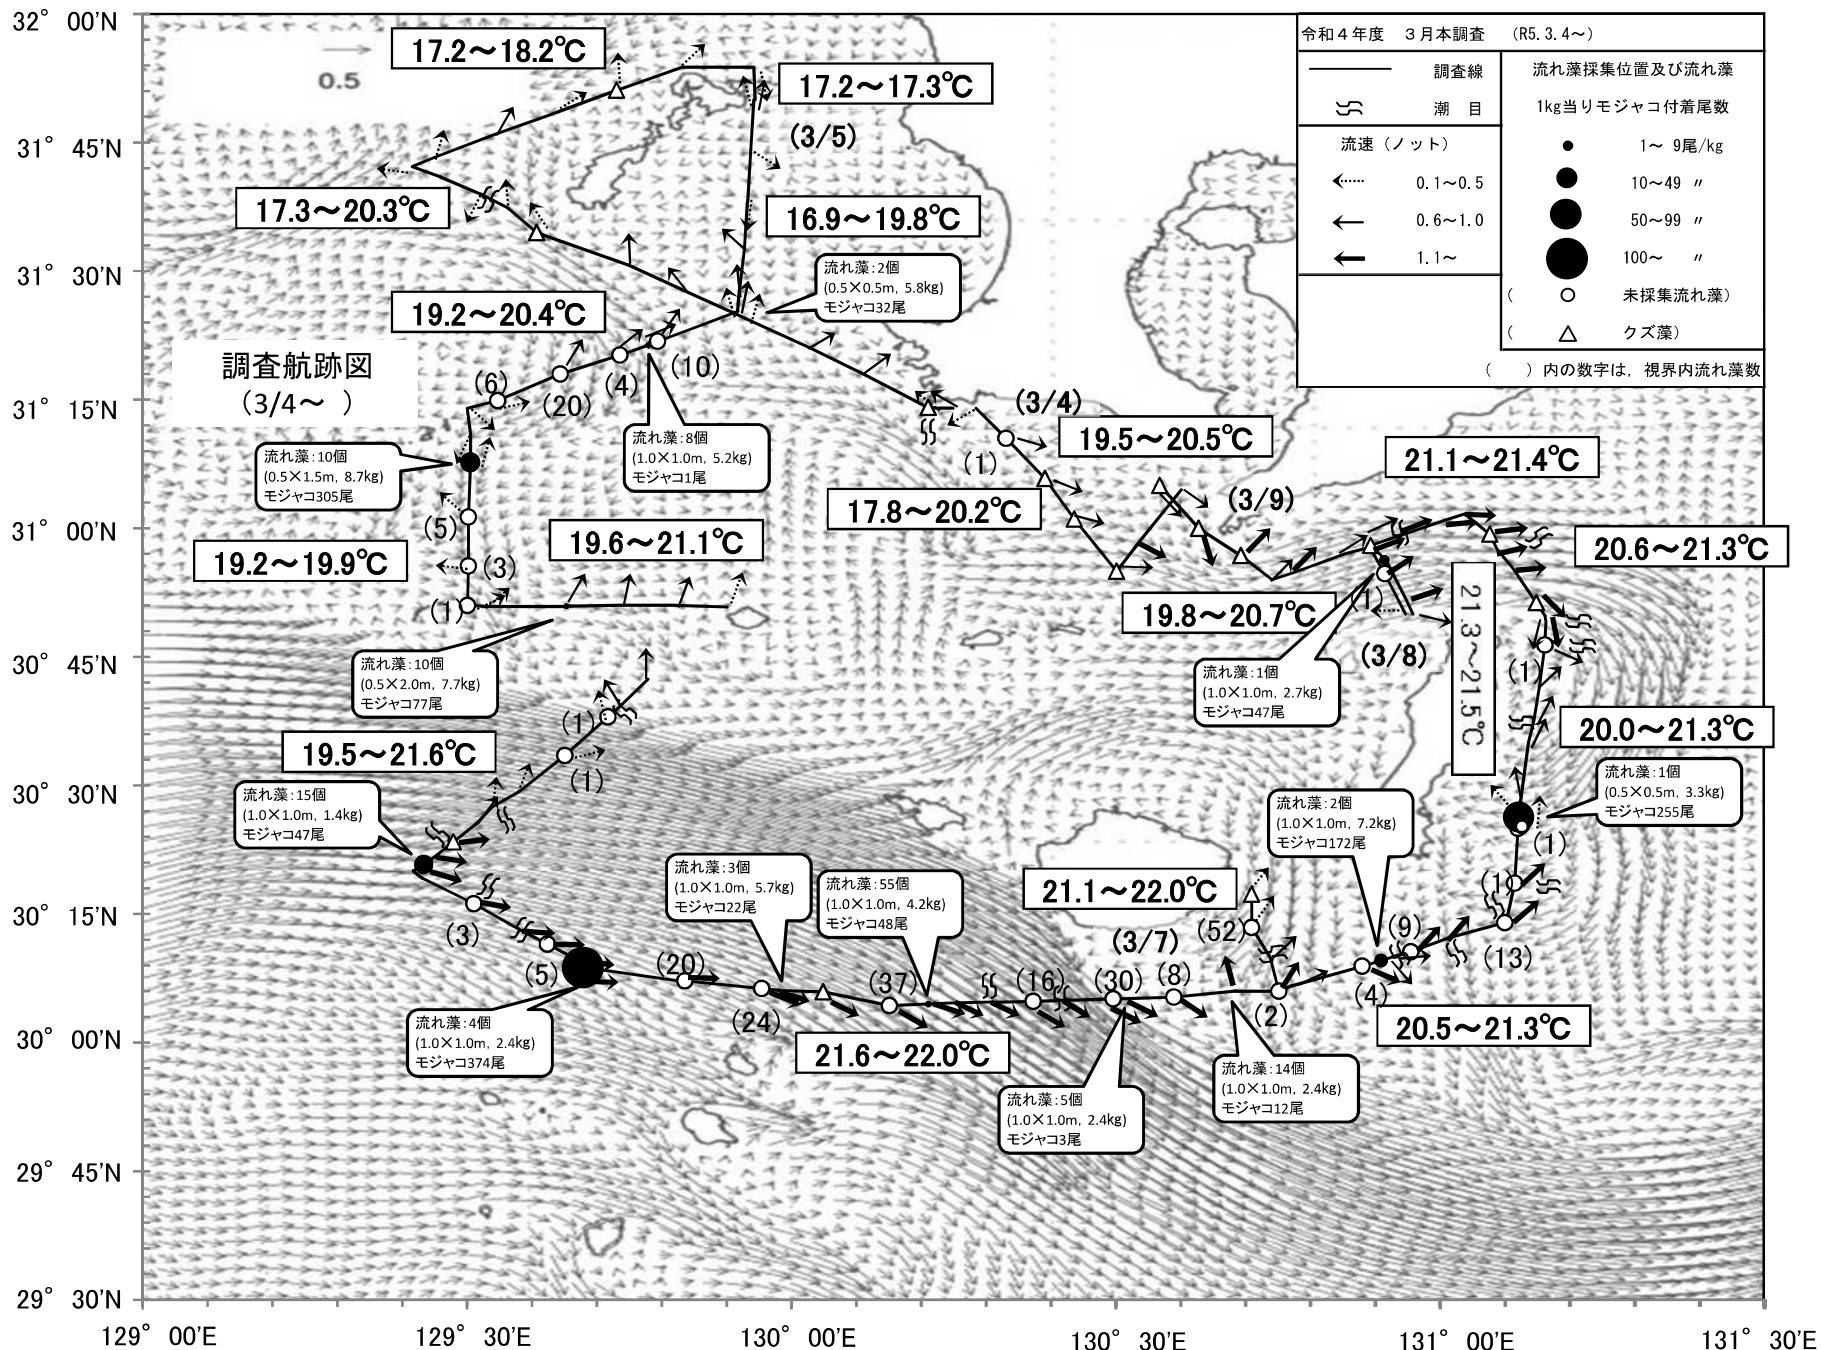 32° 00'N
31° 45'N
31° 30'N
31° 15'N
31° 00'N
30° 45'N
30° 30'N
30° 15'N
30° 00'N
29° 45'N
29° 30'N
129° 00'E
129° 30'E
130° 00'E
130° 30'E
131° 00'E
131° 30'E
0.5
調査航跡図
(3/4～ )
令和4年度 3月本調査 (R5.3.4～)
調査線
潮 目
流速(ノット)
0.1～0.5
0.6～1.0
1.1～
流れ藻採集位置及び流れ藻
1kg当りモジャコ付着尾数
1～ 9尾/kg
10～49 〃
50～99 〃
100～ 〃
( 未採集流れ藻)
( クズ藻)
( )内の数字は，視界内流れ藻数
17.2～18.2℃
17.2～17.3℃
(3/5)
17.3～20.3℃
16.9～19.8℃
流れ藻：2個
(0.5×0.5m, 5.8kg)
モジャコ32尾
19.2～20.4℃
(10)
(4)
(6)
(20)
(3/4)
19.5～20.5℃
(1)
流れ藻：8個
(1.0×1.0m, 5.2kg)
モジャコ1尾
流れ藻：10個
(0.5×1.5m, 8.7kg)
モジャコ305尾
21.1～21.4℃
17.8～20.2℃
(3/9)
(5)
19.6～21.1℃
19.2～19.9℃
(3)
(1)
20.6～21.3℃
19.8～20.7℃
(1)
(3/8)
21.3～21.5℃
流れ藻：10個
(0.5×2.0m, 7.7kg)
モジャコ77尾
流れ藻：1個
(1.0×1.0m, 2.7kg)
モジャコ47尾
(1)
(1)
(1)
20.0～21.3℃
19.5～21.6℃
流れ藻：1個
(0.5×0.5m, 3.3kg)
モジャコ255尾
(1)
流れ藻：15個
(1.0×1.0m, 1.4kg)
モジャコ47尾
流れ藻：2個
(1.0×1.0m, 7.2kg)
モジャコ172尾
流れ藻：3個
(1.0×1.0m, 5.7kg)
モジャコ22尾
流れ藻：55個
(1.0×1.0m, 4.2kg)
モジャコ48尾
21.1～22.0℃
(1)
(3)
(3/7)
(52)
(9)
(13)
(5)
(20)
(37)
(16)
(30)
(8)
(2)
(4)
(24)
流れ藻：4個
(1.0×1.0m, 2.4kg)
モジャコ374尾
21.6～22.0℃
20.5～21.3℃
流れ藻：5個
(1.0×1.0m, 2.4kg)
モジャコ3尾
流れ藻：14個
(1.0×1.0m, 2.4kg)
モジャコ12尾